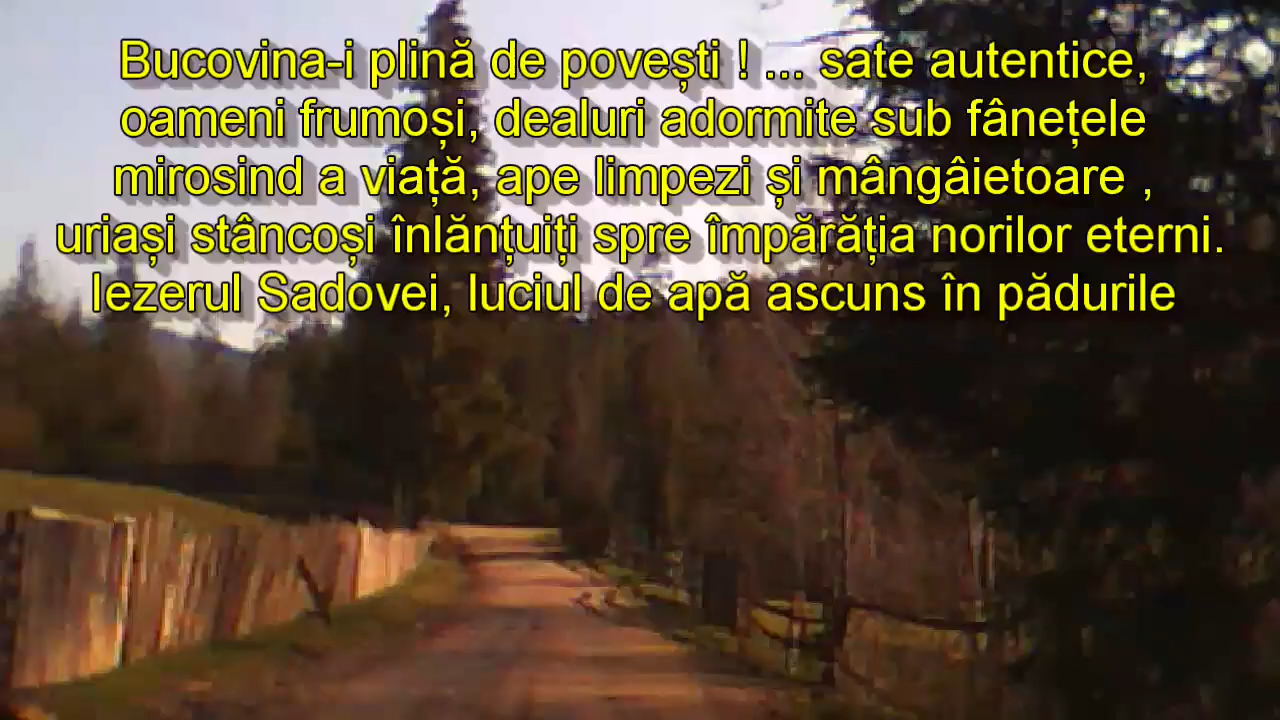 Bucovina-i plină de povești ! ... sate autentice,
oameni frumoși, dealuri adormite sub fânețele
mirosind a viață, ape limpezi și mângâietoare ,
uriași stâncoși înlănțuiți spre împărăția norilor eterni.
Iezerul Sadovei, luciul de apă ascuns în pădurile